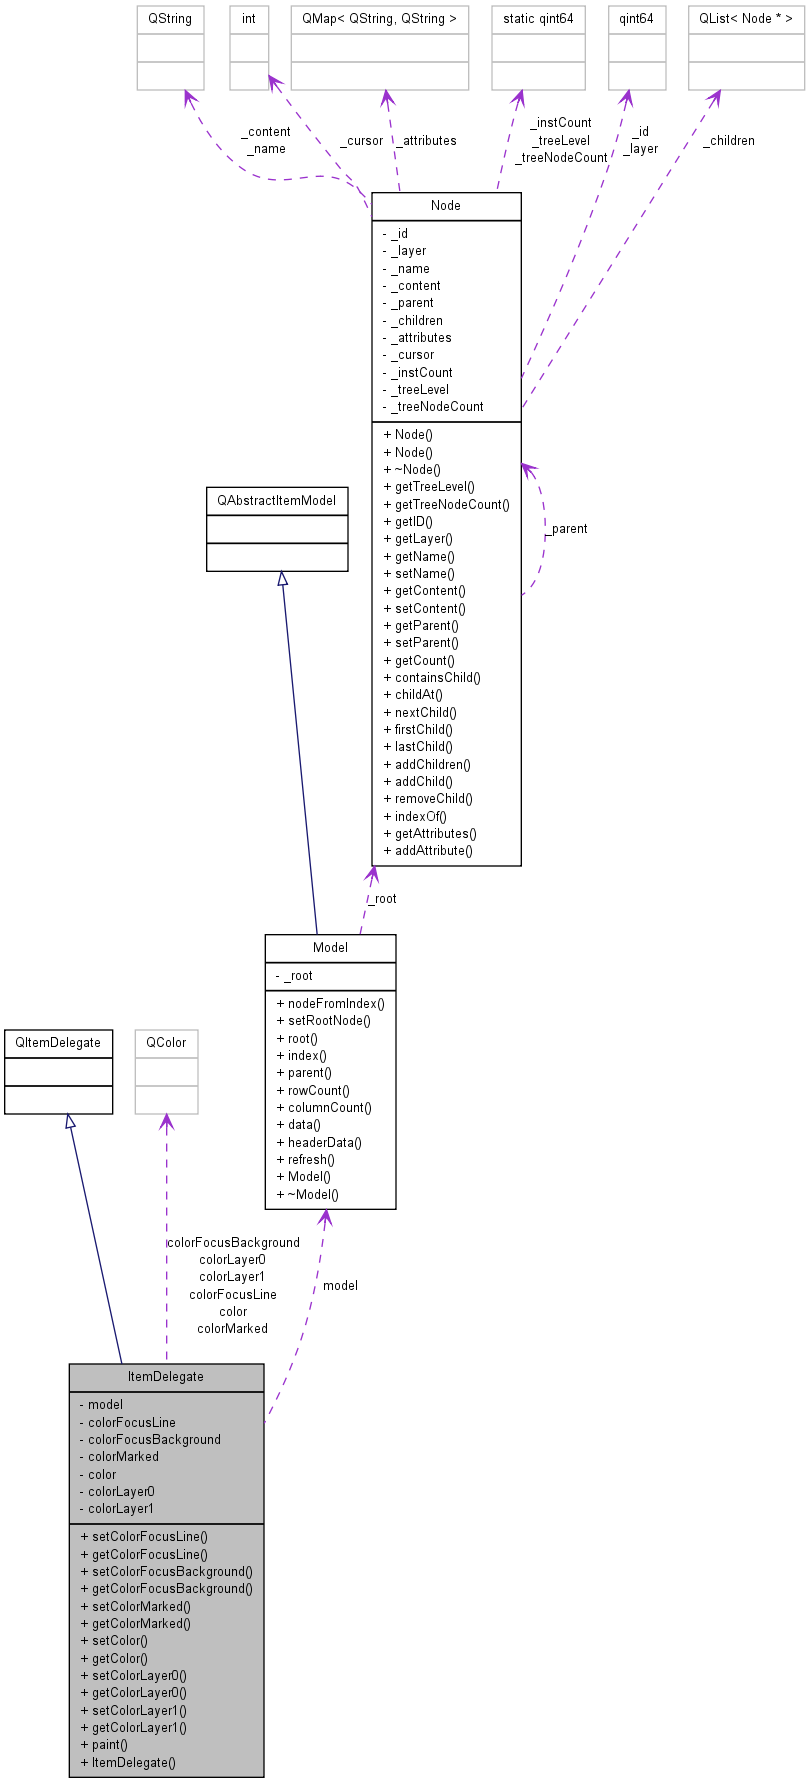 QString
int
QMap< QString, QString >
static qint64
qint64
QList< Node * >
_content
_name
_cursor
_attributes
_instCount
_treeLevel
_treeNodeCount
_id
_layer
_children
Node
- _id
- _layer
- _name
- _content
- _parent
- _children
- _attributes
- _cursor
- _instCount
- _treeLevel
- _treeNodeCount
+ Node()
+ Node()
+ ~Node()
+ getTreeLevel()
+ getTreeNodeCount()
+ getID()
+ getLayer()
+ getName()
+ setName()
+ getContent()
+ setContent()
+ getParent()
+ setParent()
+ getCount()
+ containsChild()
+ childAt()
+ nextChild()
+ firstChild()
+ lastChild()
+ addChildren()
+ addChild()
+ removeChild()
+ indexOf()
+ getAttributes()
+ addAttribute()
_parent
QAbstractItemModel
_root
Model
- _root
+ nodeFromIndex()
+ setRootNode()
+ root()
+ index()
+ parent()
+ rowCount()
+ columnCount()
+ data()
+ headerData()
+ refresh()
+ Model()
+ ~Model()
QItemDelegate
QColor
colorFocusBackground
colorLayer0
colorLayer1
colorFocusLine
color
colorMarked
model
ItemDelegate
- model
- colorFocusLine
- colorFocusBackground
- colorMarked
- color
- colorLayer0
- colorLayer1
+ setColorFocusLine()
+ getColorFocusLine()
+ setColorFocusBackground()
+ getColorFocusBackground()
+ setColorMarked()
+ getColorMarked()
+ setColor()
+ getColor()
+ setColorLayer0()
+ getColorLayer0()
+ setColorLayer1()
+ getColorLayer1()
+ paint()
+ ItemDelegate()